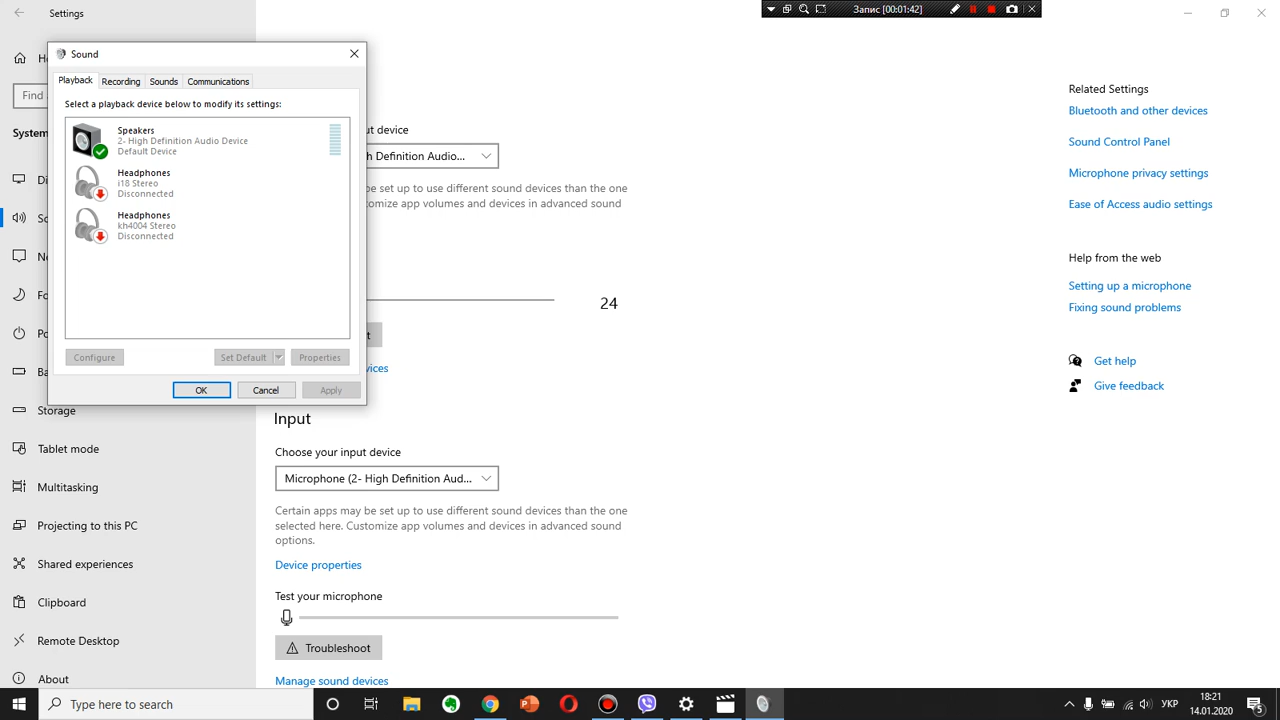 Settings
Запис [00:01:42]
Sound
Playback
Recording
Sounds
Communications
Select a playback device below to modify its settings:
Speakers
2- High Definition Audio Device
Default Device
Headphones
i18 Stereo
Disconnected
Headphones
kh4004 Stereo
Disconnected
Configure
Set Default
Properties
OK
Cancel
Apply
Find
System
Storage
Tablet mode
Multitasking
Projecting to this PC
Shared experiences
Clipboard
Remote Desktop
About
ut device
h Definition Audio...
be set up to use different sound devices than the one
tomize app volumes and devices in advanced sound
24
vices
Input
Choose your input device
Microphone (2- High Definition Aud...
Certain apps may be set up to use different sound devices than the one
selected here. Customize app volumes and devices in advanced sound
options.
Device properties
Test your microphone
Troubleshoot
Manage sound devices
Related Settings
Bluetooth and other devices
Sound Control Panel
Microphone privacy settings
Ease of Access audio settings
Help from the web
Setting up a microphone
Fixing sound problems
Get help
Give feedback
Type here to search
УКР
18:21
14.01.2020
5